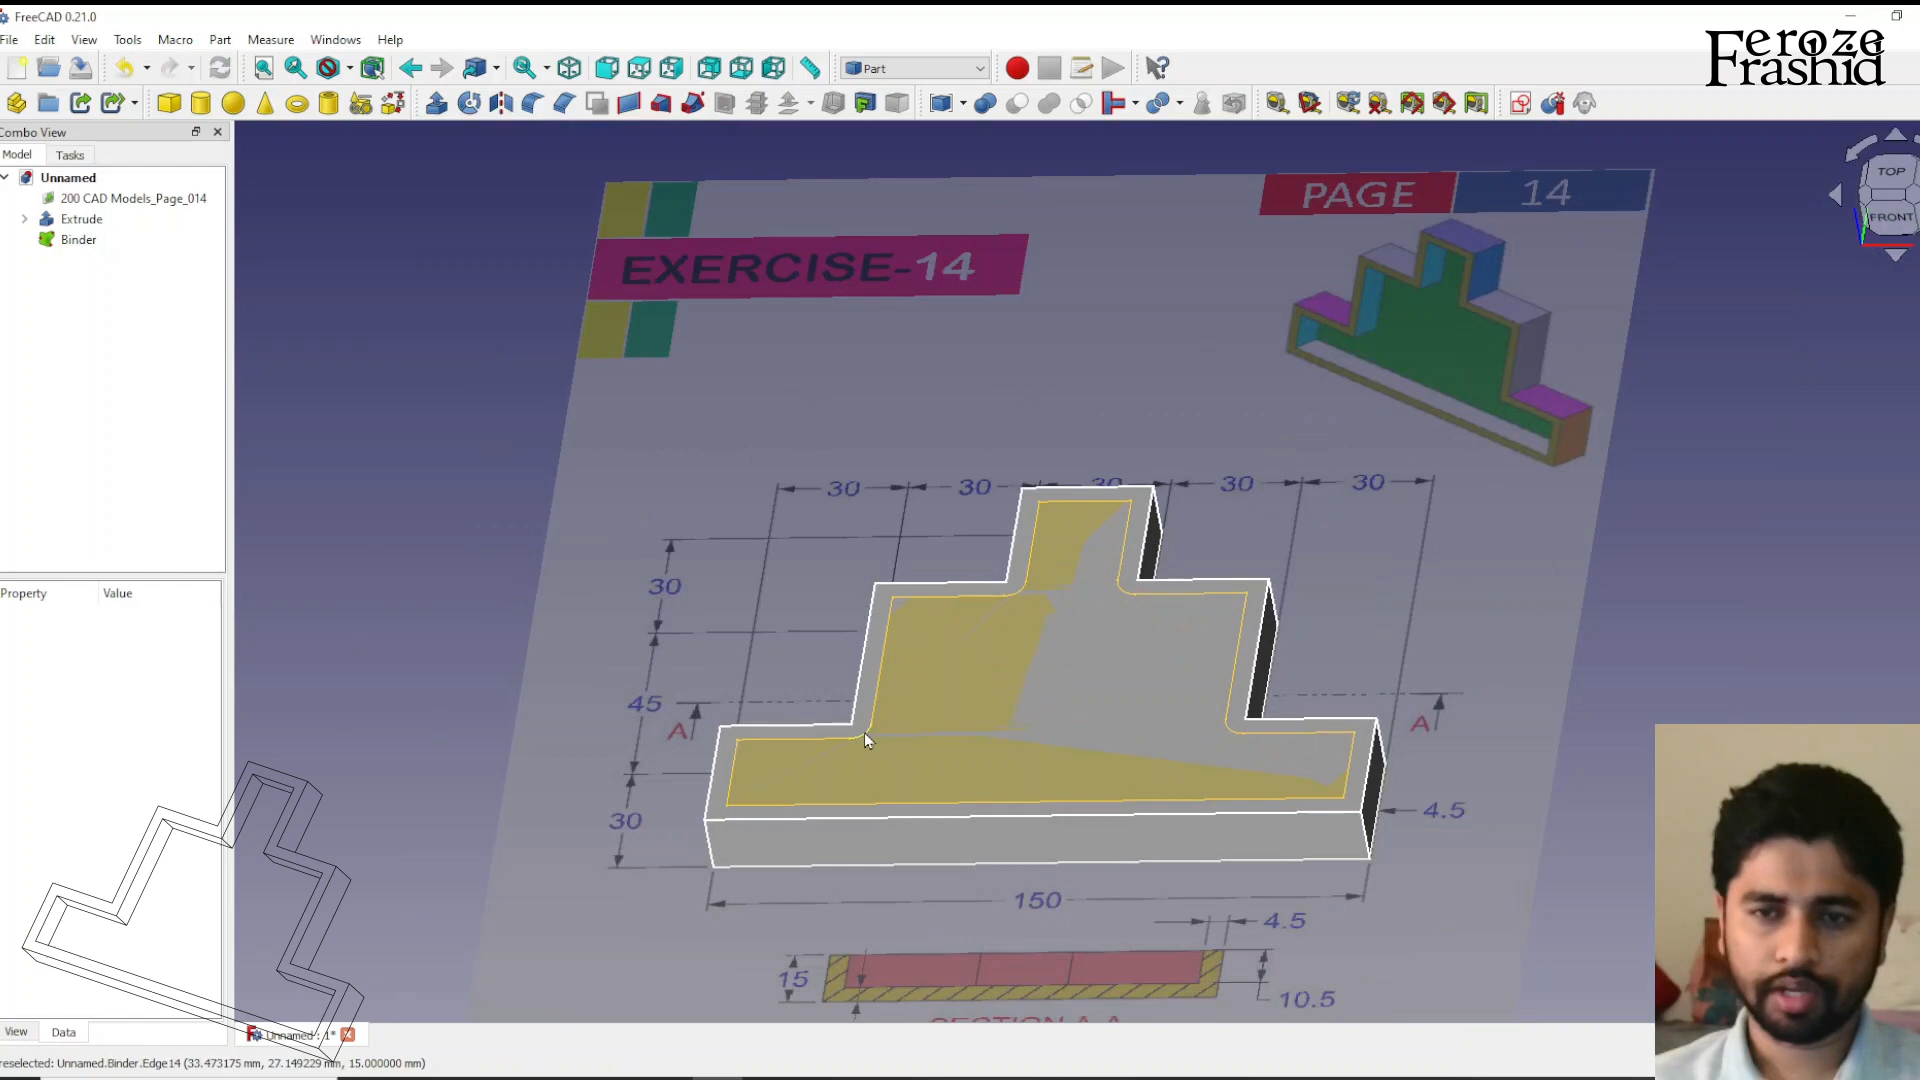 FreeCAD 0.21.0
File Edit View Tools Macro Part Measure Windows Help
Feroze
Frashid
Part
Combo View
Model Tasks
Unnamed
200 CAD Models_Page_014
Extrude
Binder
Property Value
View Data
Unnamed : 1*
reselected: Unnamed.Binder.Edge14 (33.473175 mm, 27.149229 mm, 15.000000 mm)
TOP
FRONT
PAGE 14
EXERCISE-14
30 30 30 30 30
30
45
30
A A
4.5
150
4.5
15
10.5